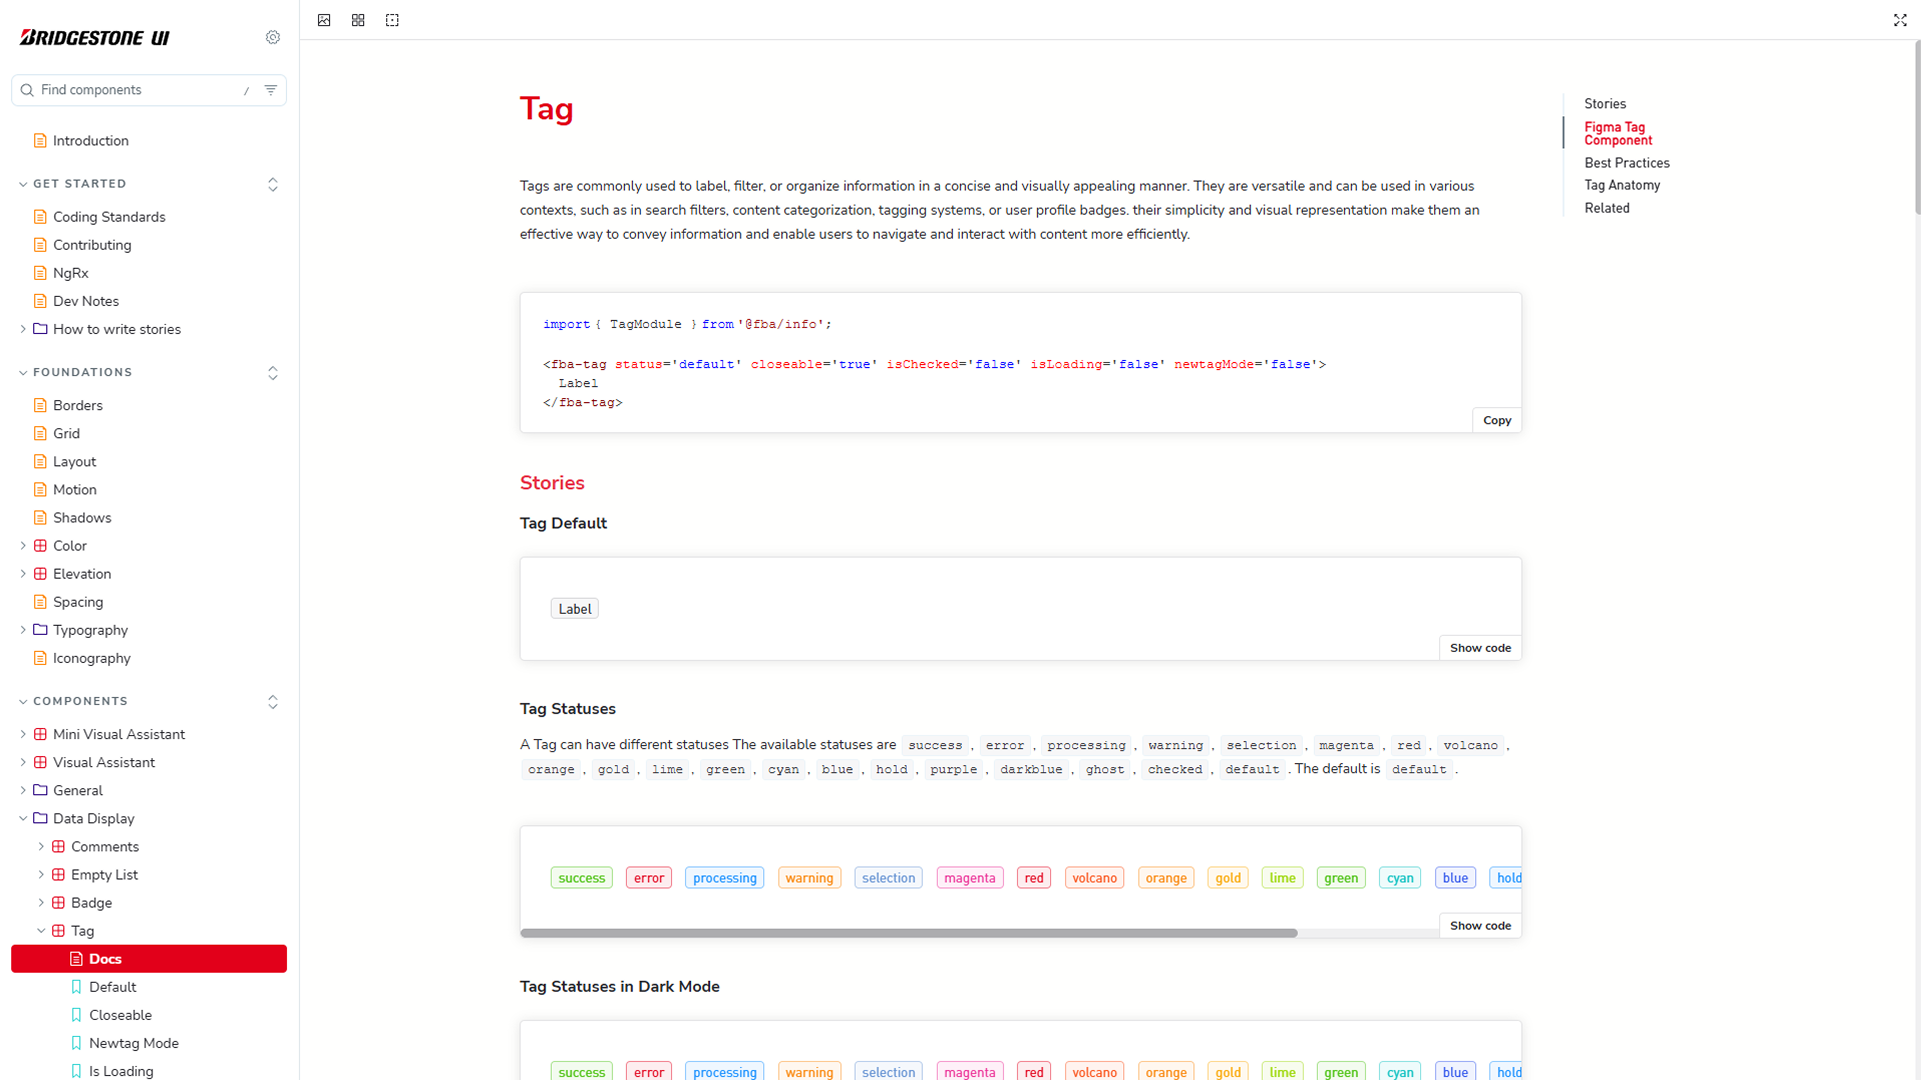 BRIDGESTONE UI
Find components
/
Introduction
GET STARTED
Coding Standards
Contributing
NgRx
Dev Notes
How to write stories
FOUNDATIONS
Borders
Grid
Layout
Motion
Shadows
Color
Elevation
Spacing
Typography
Iconography
COMPONENTS
Mini Visual Assistant
Visual Assistant
General
Data Display
Comments
Empty List
Badge
Tag
Docs
Default
Closeable
Newtag Mode
Is Loading
Tag
Tags are commonly used to label, filter, or organize information in a concise and visually appealing manner. They are versatile and can be used in various
contexts, such as in search filters, content categorization, tagging systems, or user profile badges. their simplicity and visual representation make them an
effective way to convey information and enable users to navigate and interact with content more efficiently.
import { TagModule } from '@fba/info';
<fba-tag status='default' closeable='true' isChecked='false' isLoading='false' newtagMode='false'>
Label
</fba-tag>
Copy
Stories
Tag Default
Label
Show code
Tag Statuses
A Tag can have different statuses The available statuses are success , error , processing , warning , selection , magenta , red , volcano ,
orange , gold , lime , green , cyan , blue , hold , purple , darkblue , ghost , checked , default . The default is default .
success error processing warning selection magenta red volcano orange gold lime green cyan blue hold
Show code
Tag Statuses in Dark Mode
success error processing warning selection magenta red volcano orange gold lime green cyan blue hold
Stories
Figma Tag
Component
Best Practices
Tag Anatomy
Related